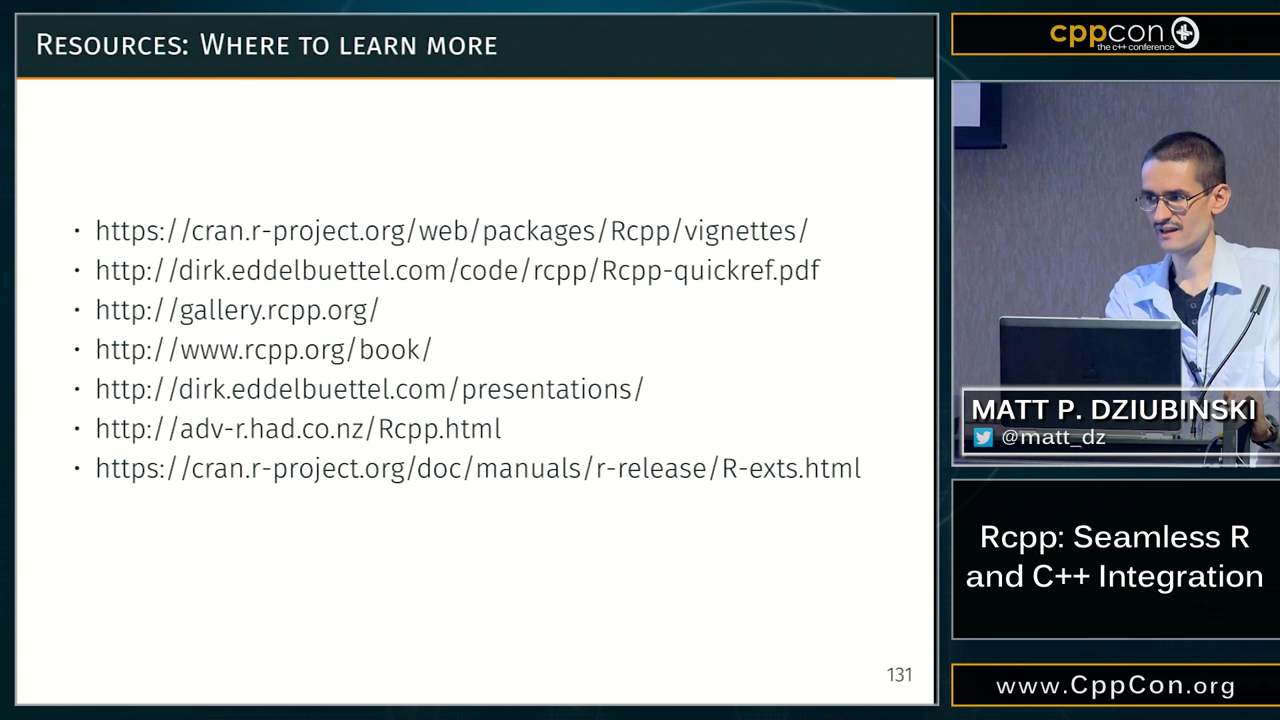 RESOURCES: WHERE TO LEARN MORE
• https://cran.r-project.org/web/packages/Rcpp/vignettes/
• http://dirk.eddelbuettel.com/code/rcpp/Rcpp-quickref.pdf
• http://gallery.rcpp.org/
• http://www.rcpp.org/book/
• http://dirk.eddelbuettel.com/presentations/
• http://adv-r.had.co.nz/Rcpp.html
• https://cran.r-project.org/doc/manuals/r-release/R-exts.html
131
cppcon
the c++ conference
MATT P. DZIUBINSKI
@matt_dz
Rcpp: Seamless R
and C++ Integration
www.CppCon.org